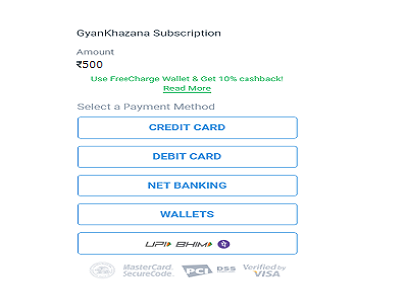 GyanKhazana Subscription
Amount
₹500
Use FreeCharge Wallet & Get 10% cashback!
Read More
Select a Payment Method
CREDIT CARD
DEBIT CARD
NET BANKING
WALLETS
UPI BHIM
MasterCard. SecureCode. PCI DSS Verified by VISA